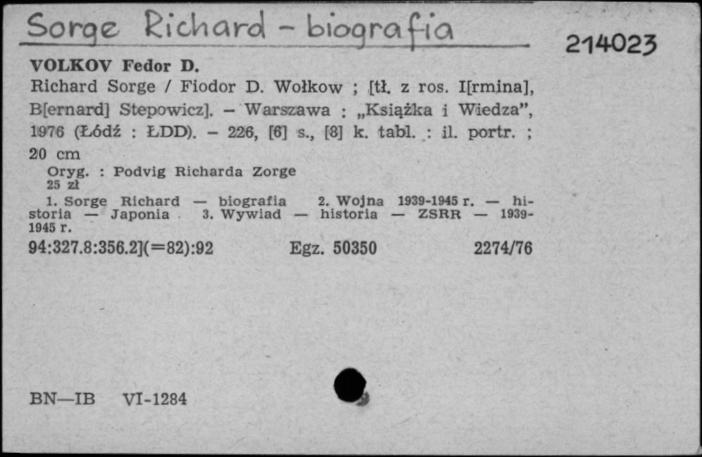 Sorge Richard - biografia
214023
VOLKOV Fedor D.
Richard Sorge / Fiodor D. Wołkow ; [tł. z ros. I[rmina],
B[ernard] Stepowicz]. — Warszawa : „Książka i Wiedza",
1976 (Łódź : ŁDD). — 226, [6] s., [8] k. tabl. : il. portr. ;
20 cm
Oryg. : Podvig Richarda Zorge
25 zł
1. Sorge Richard — biografia 2. Wojna 1939-1945 r. — hi-
storia — Japonia 3. Wywiad — historia — ZSRR — 1939-
1945 r.
94:327.8:356.2](=82):92 Egz. 50350 2274/76
BN—IB VI-1284